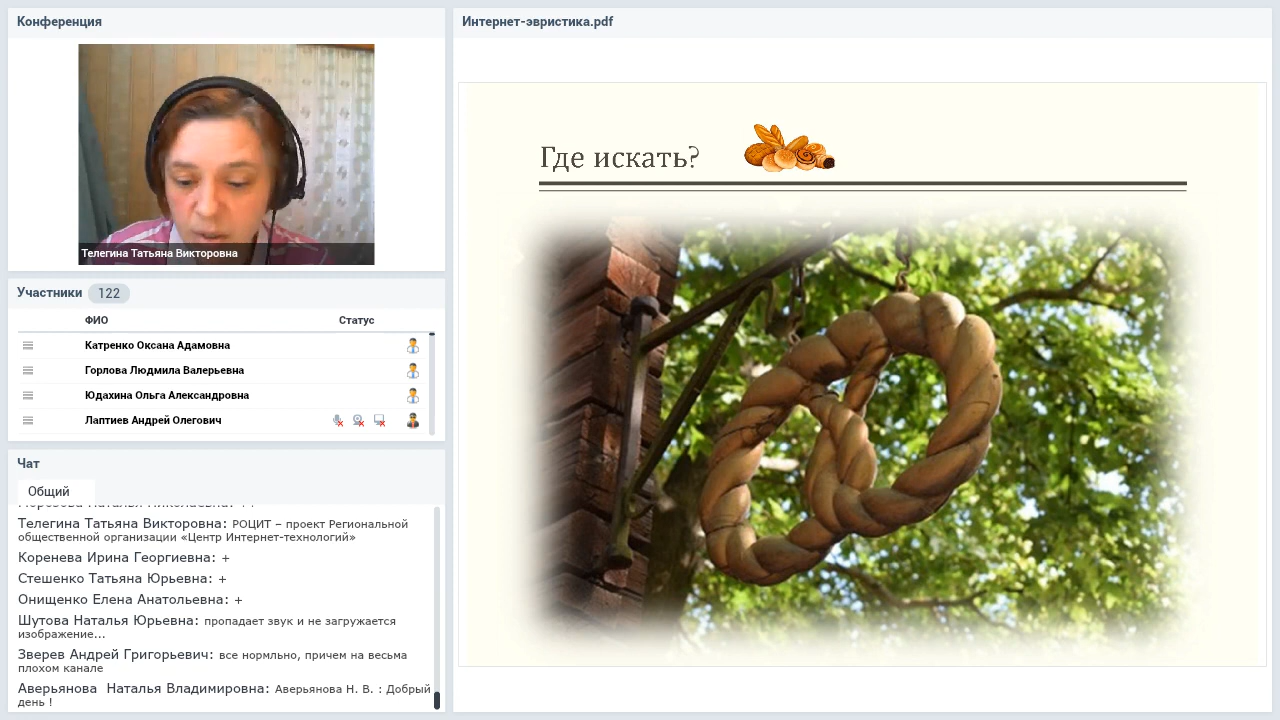 Конференция
Телегина Татьяна Викторовна
Участники 122
ФИО Статус
Катренко Оксана Адамовна
Горлова Людмила Валерьевна
Юдахина Ольга Александровна
Лаптиев Андрей Олегович
Чат
Общий
Телегина Татьяна Викторовна: РОЦИТ – проект Региональной
общественной организации «Центр Интернет-технологий»
Коренева Ирина Георгиевна: +
Стешенко Татьяна Юрьевна: +
Онищенко Елена Анатольевна: +
Шутова Наталья Юрьевна: пропадает звук и не загружается
изображение...
Зверев Андрей Григорьевич: все нормльно, причем на весьма
плохом канале
Аверьянова Наталья Владимировна: Аверьянова Н. В. : Добрый
день !
Интернет-эвристика.pdf
Где искать?